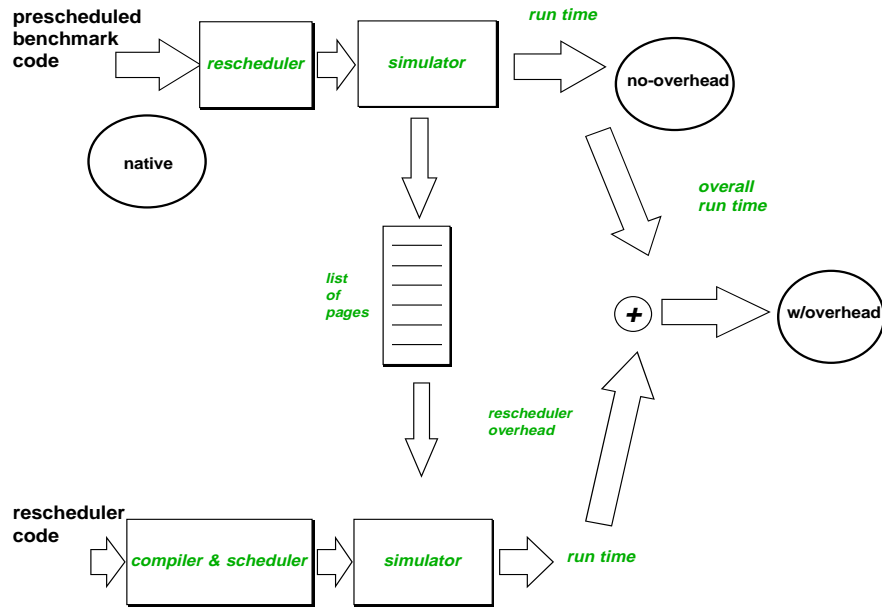 prescheduled
benchmark
code
rescheduler
simulator
run time
no-overhead
native
overall
run time
list
of
pages
+
w/overhead
rescheduler
overhead
rescheduler
code
compiler & scheduler
simulator
run time